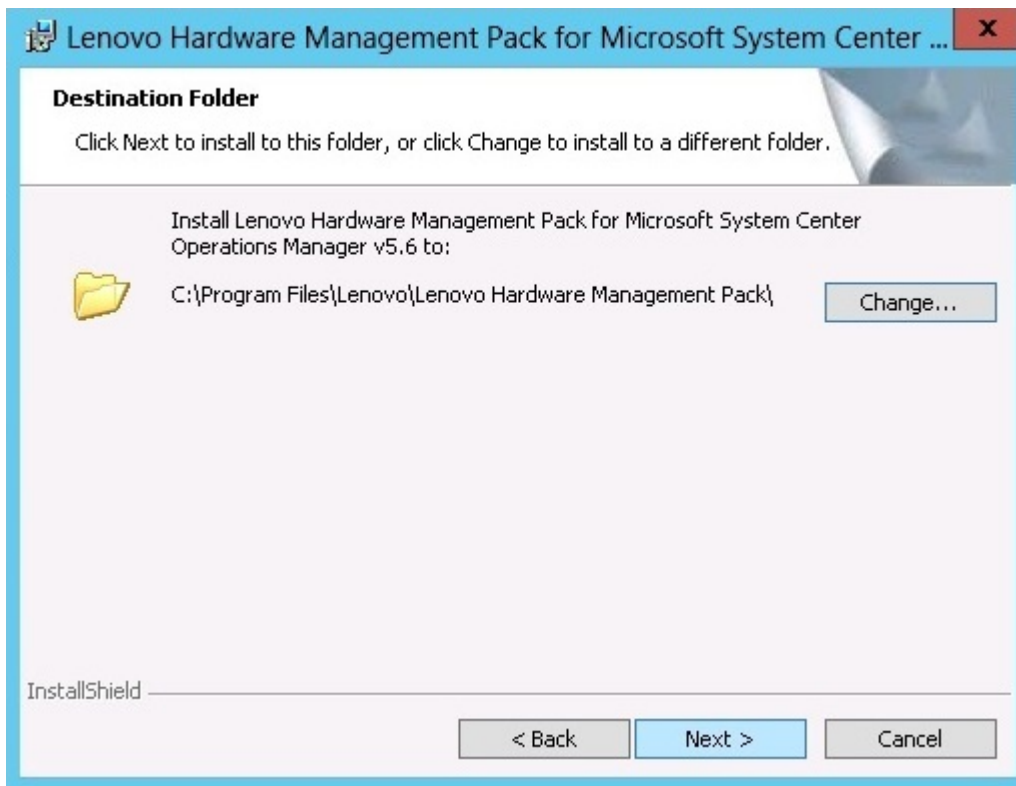 Lenovo Hardware Management Pack for Microsoft System Center ...
x
Destination Folder
Click Next to install to this folder, or click Change to install to a different folder.
Install Lenovo Hardware Management Pack for Microsoft System Center
Operations Manager v5.6 to:
C:\Program Files\Lenovo\Lenovo Hardware Management Pack\
Change...
InstallShield
< Back
Next >
Cancel